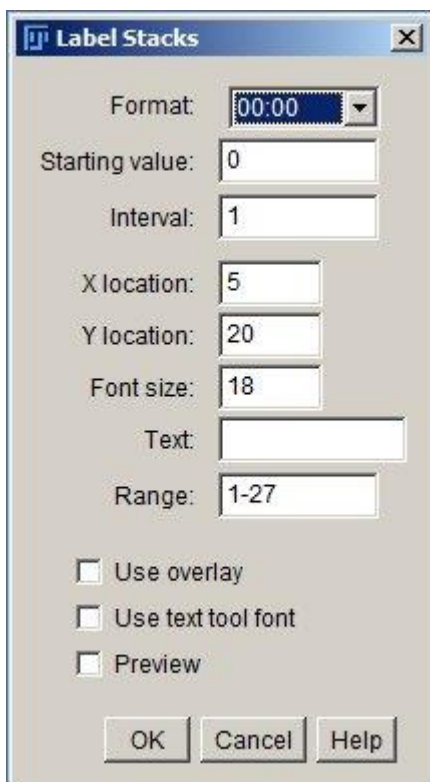 Label Stacks
Format: 00:00
Starting value: 0
Interval: 1
X location: 5
Y location: 20
Font size: 18
Text:
Range: 1-27
Use overlay
Use text tool font
Preview
OK Cancel Help